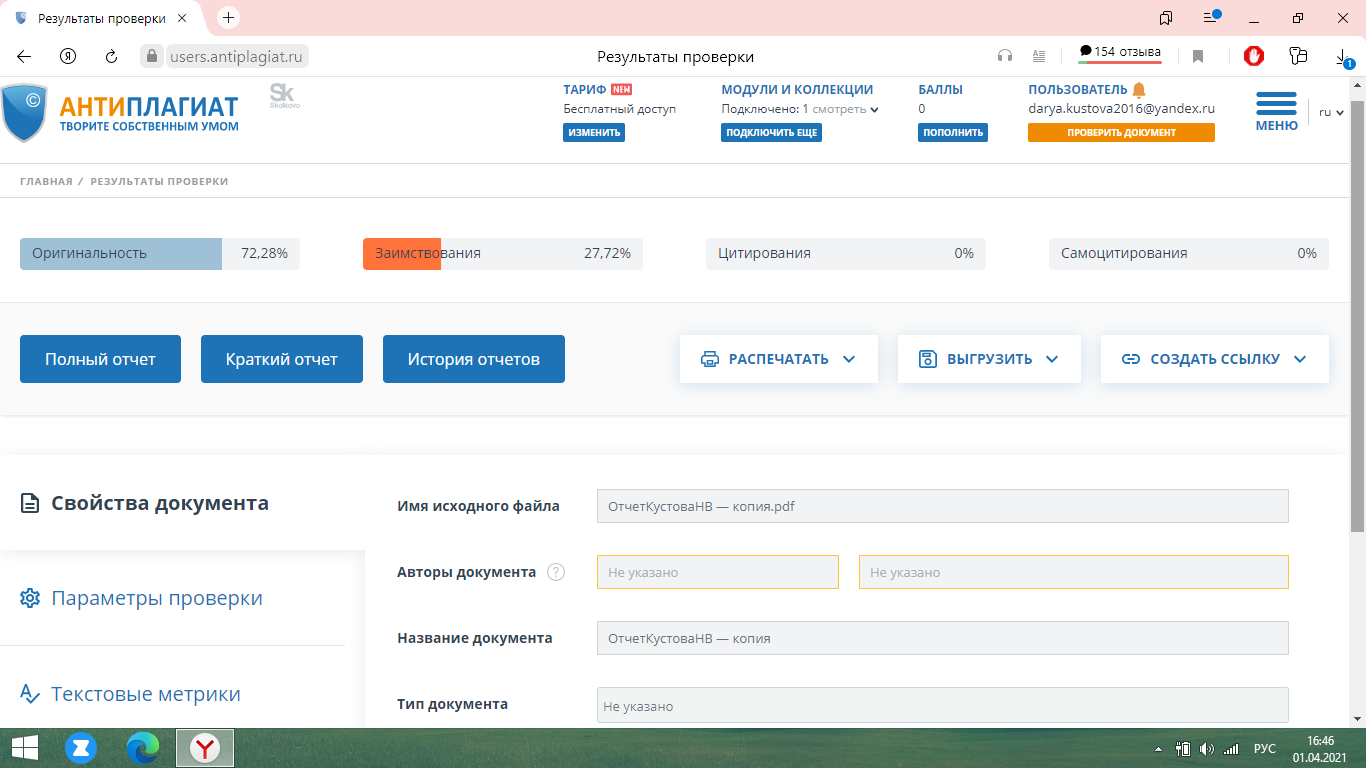 Результаты проверки
users.antiplagiat.ru
Результаты проверки
154 отзыва
1
АНТИПЛАГИАТ
ТВОРИТЕ СОБСТВЕННЫМ УМОМ
Sk
Skolkovo
ТАРИФ NEW
Бесплатный доступ
ИЗМЕНИТЬ
МОДУЛИ И КОЛЛЕКЦИИ
Подключено: 1 смотреть
ПОДКЛЮЧИТЬ ЕЩЕ
БАЛЛЫ
0
ПОПОЛНИТЬ
ПОЛЬЗОВАТЕЛЬ
darya.kustova2016@yandex.ru
ПРОВЕРИТЬ ДОКУМЕНТ
МЕНЮ
ru
ГЛАВНАЯ / РЕЗУЛЬТАТЫ ПРОВЕРКИ
Оригинальность 72,28%
Заимствования 27,72%
Цитирования 0%
Самоцитирования 0%
Полный отчет
Краткий отчет
История отчетов
РАСПЕЧАТАТЬ
ВЫГРУЗИТЬ
СОЗДАТЬ ССЫЛКУ
Свойства документа
Параметры проверки
Текстовые метрики
Имя исходного файла ОтчетКустоваНВ — копия.pdf
Авторы документа ? Не указано Не указано
Название документа ОтчетКустоваНВ — копия
Тип документа Не указано
РУС
16:46
01.04.2021